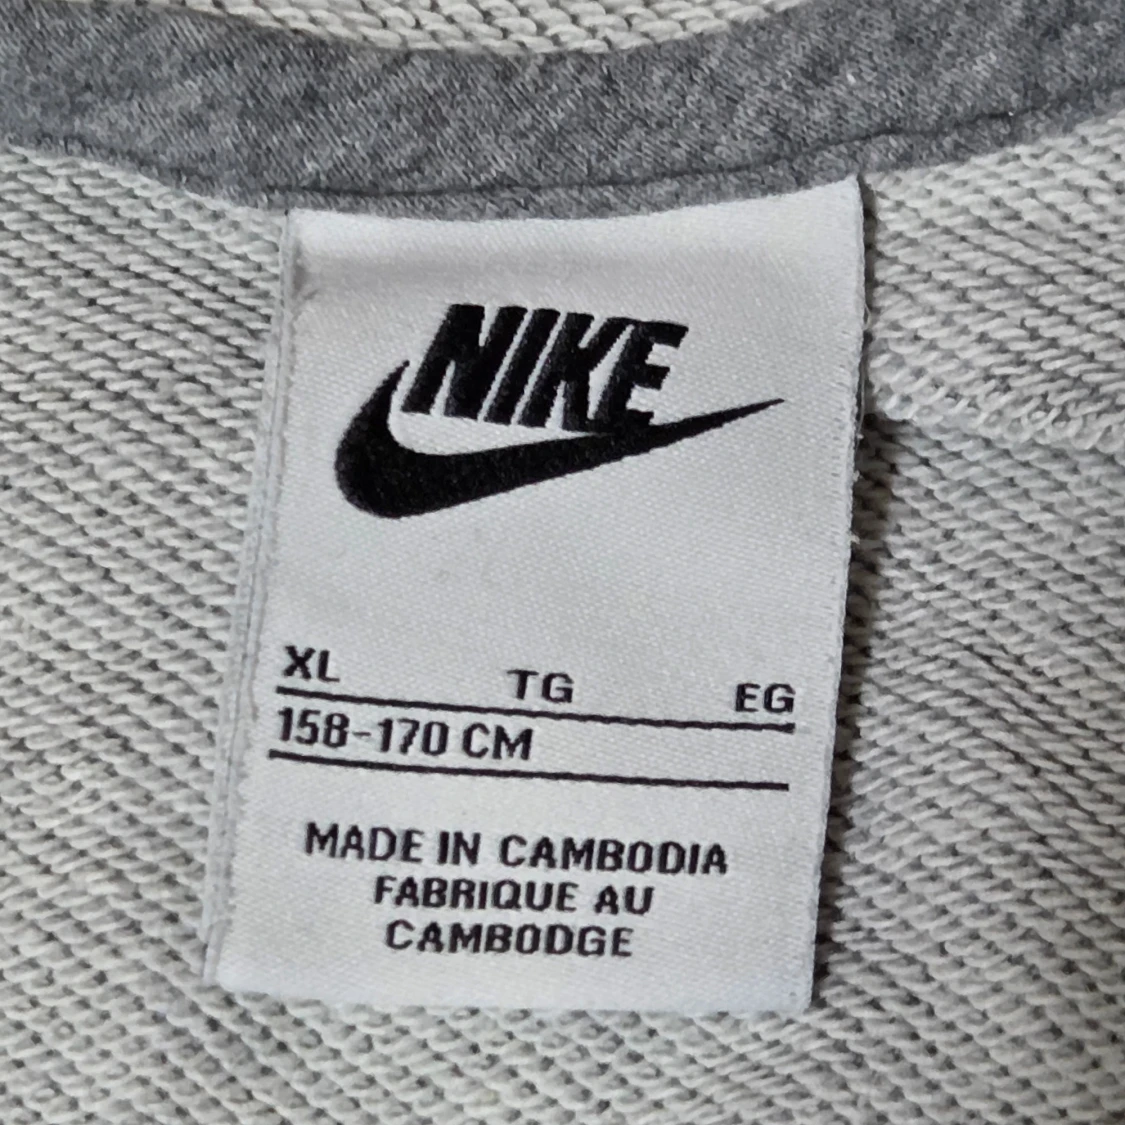 NIKE
XL TG EG
158-170 CM
MADE IN CAMBODIA
FABRIQUE AU
CAMBODGE